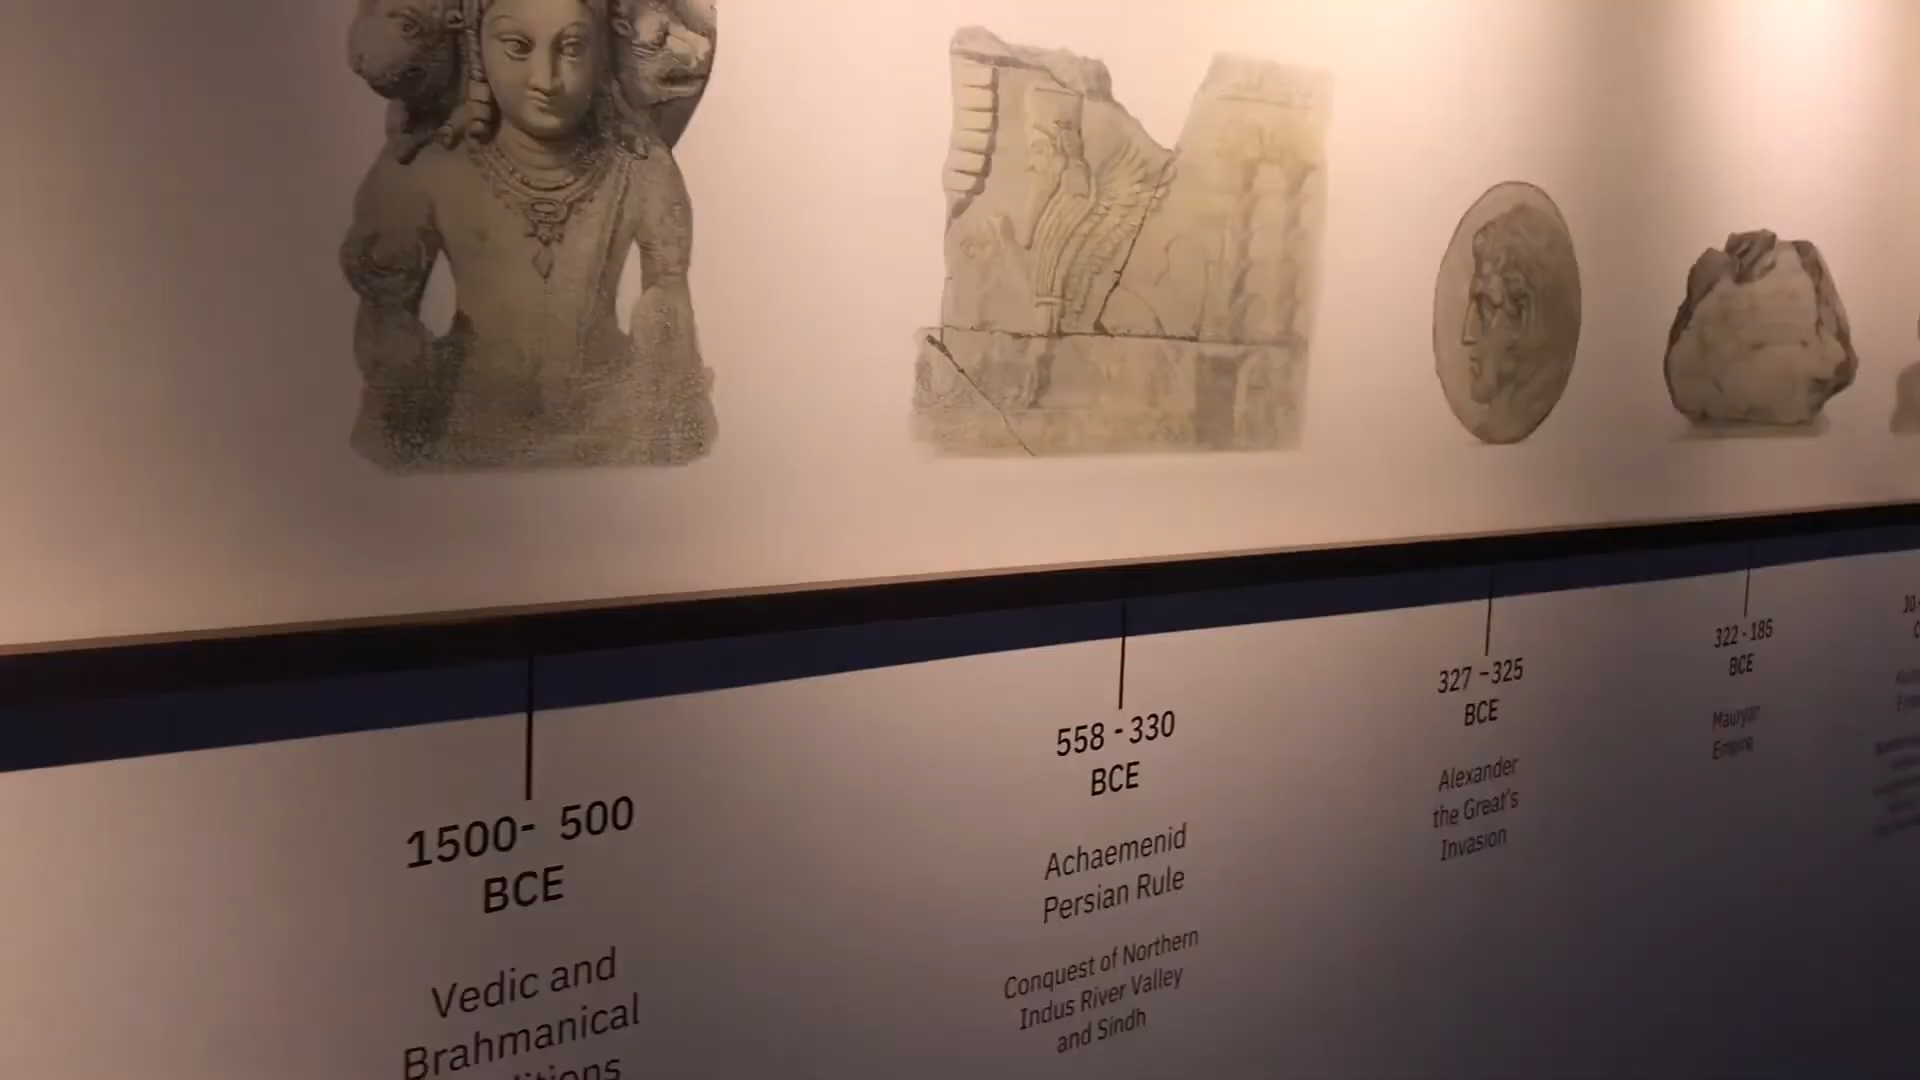 1500- 500
BCE
Vedic and
Brahmanical
558 - 330
BCE
Achaemenid
Persian Rule
Conquest of Northern
Indus River Valley
and Sindh
327 -325
BCE
Alexander
the Great's
Invasion
322 - 185
BCE
Mauryan
Empire